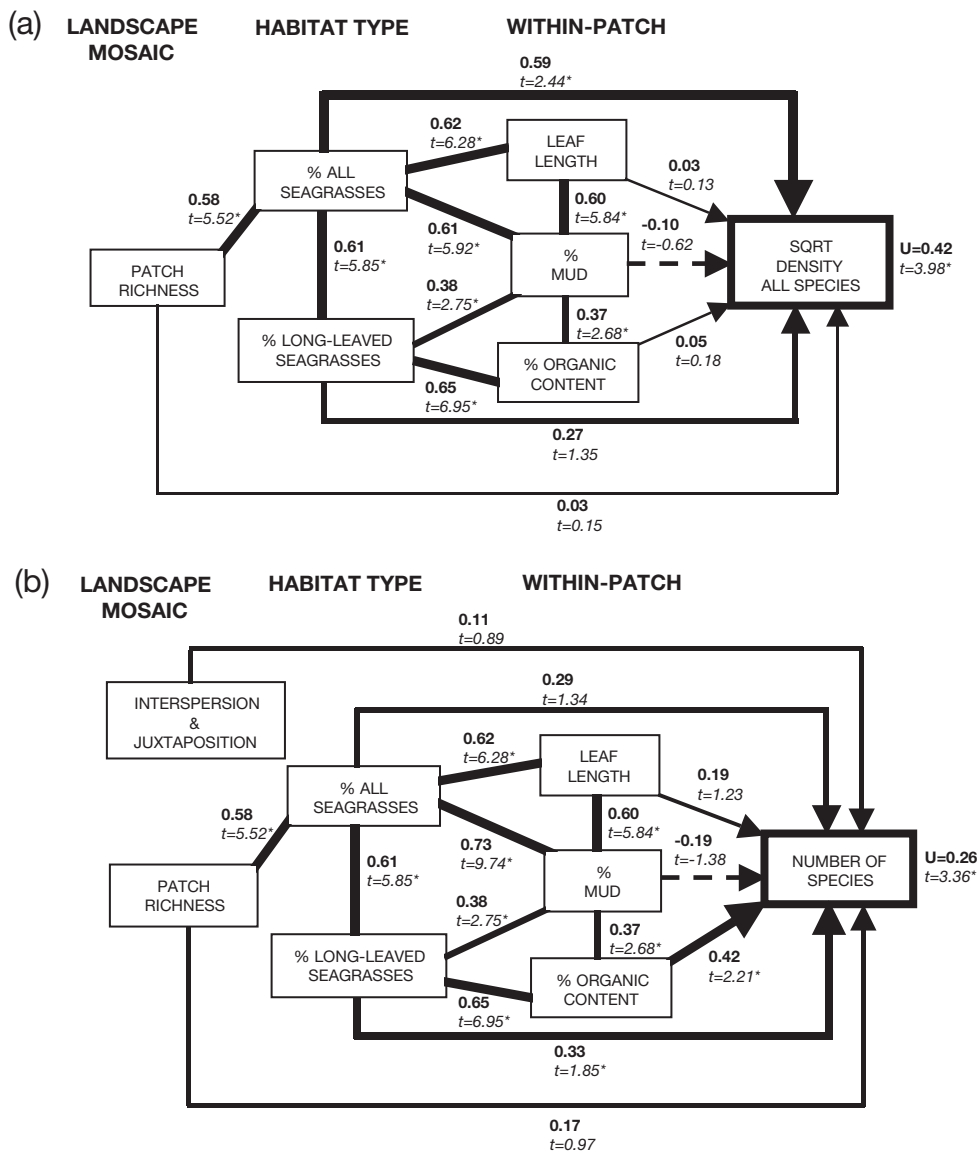 (a)
LANDSCAPE
MOSAIC
HABITAT TYPE
WITHIN-PATCH
0.59
t=2.44*
0.62
t=6.28*
LEAF
LENGTH
% ALL
SEAGRASSES
0.03
t=0.13
0.58
t=5.52*
0.60
t=5.84*
-0.10
t=-0.62
0.61
t=5.85*
0.61
t=5.92*
%
MUD
SQRT
DENSITY
ALL SPECIES
U=0.42
t=3.98*
PATCH
RICHNESS
0.38
t=2.75*
0.37
t=2.68*
% LONG-LEAVED
SEAGRASSES
% ORGANIC
CONTENT
0.05
t=0.18
0.65
t=6.95*
0.27
t=1.35
0.03
t=0.15
(b)
LANDSCAPE
MOSAIC
HABITAT TYPE
WITHIN-PATCH
0.11
t=0.89
INTERSPERSION
&
JUXTAPOSITION
0.29
t=1.34
0.62
t=6.28*
LEAF
LENGTH
% ALL
SEAGRASSES
0.19
t=1.23
0.58
t=5.52*
0.60
t=5.84*
-0.19
t=-1.38
0.61
t=5.85*
0.73
t=9.74*
%
MUD
NUMBER OF
SPECIES
U=0.26
t=3.36*
PATCH
RICHNESS
0.38
t=2.75*
0.37
t=2.68*
% LONG-LEAVED
SEAGRASSES
% ORGANIC
CONTENT
0.42
t=2.21*
0.65
t=6.95*
0.33
t=1.85*
0.17
t=0.97